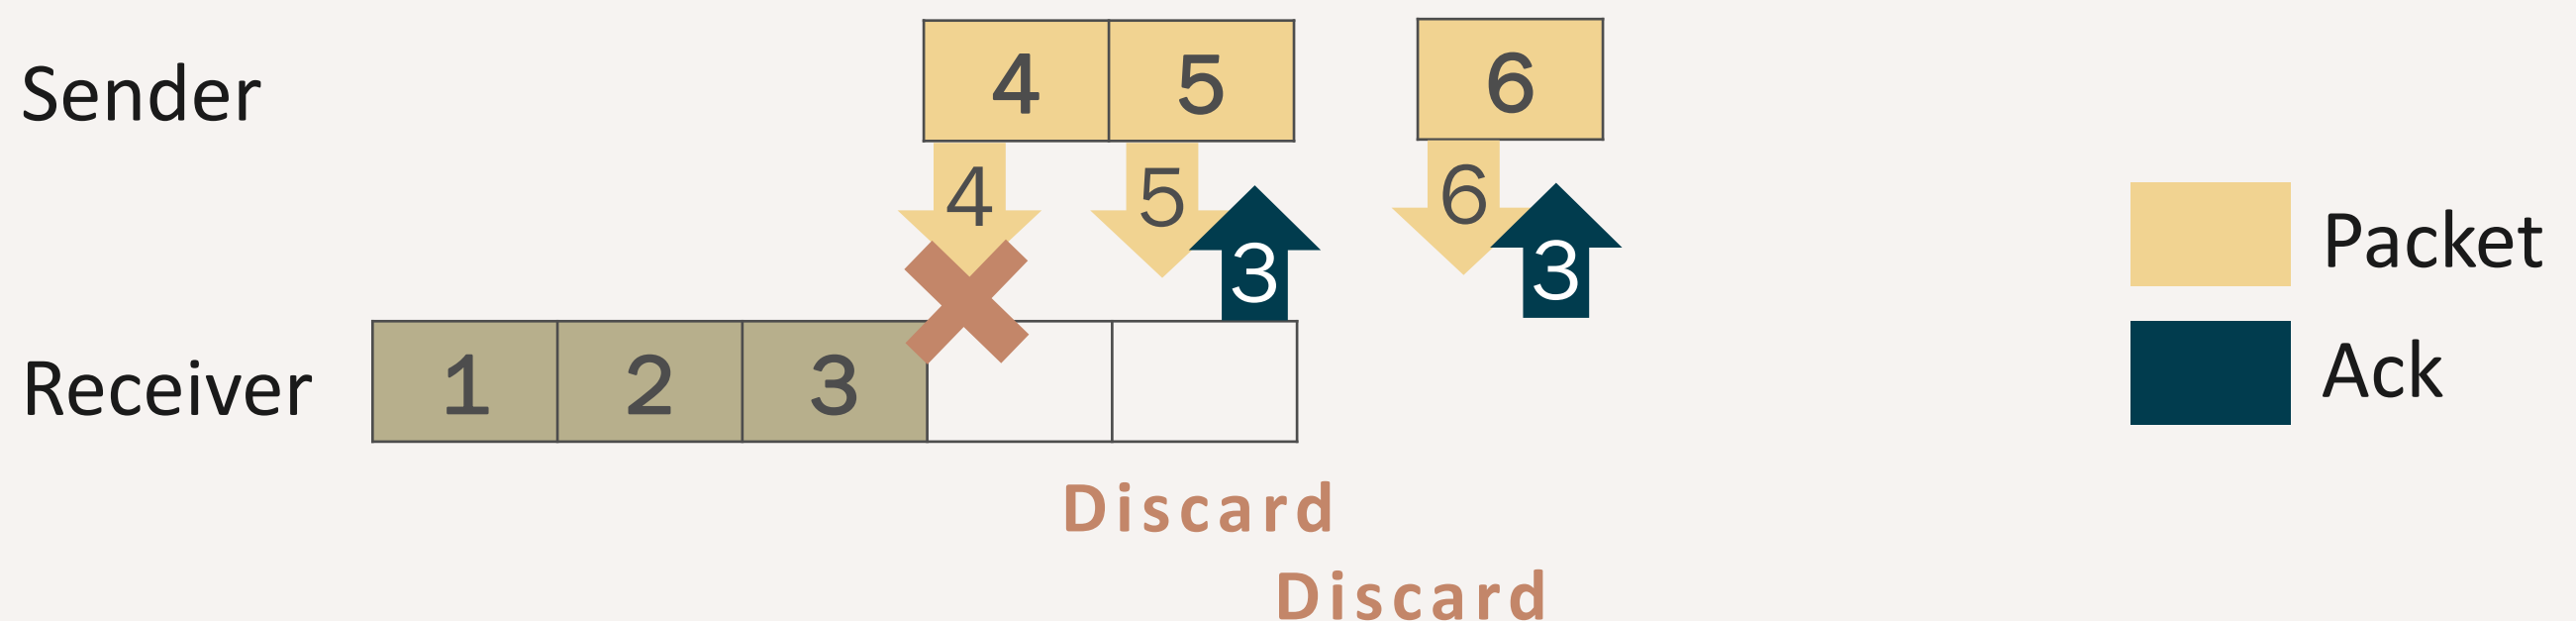 Sender
4 5 6
4 5 6
3 3
Receiver
1 2 3
Discard
Discard
Packet
Ack